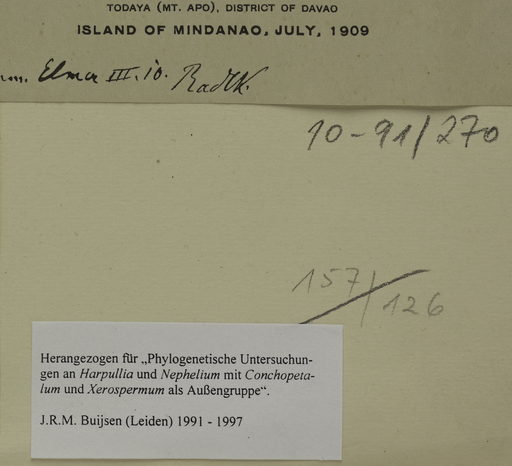 TODAYA (MT. APO), DISTRICT OF DAVAO
ISLAND OF MINDANAO, JULY, 1909
comm. Elmer III. 10. Radlk.
10-91/270
157/126
Herangezogen für „Phylogenetische Untersuchun-
gen an Harpullia und Nephelium mit Conchopeta-
lum und Xerospermum als Außengruppe“.
J.R.M. Buijsen (Leiden) 1991 - 1997